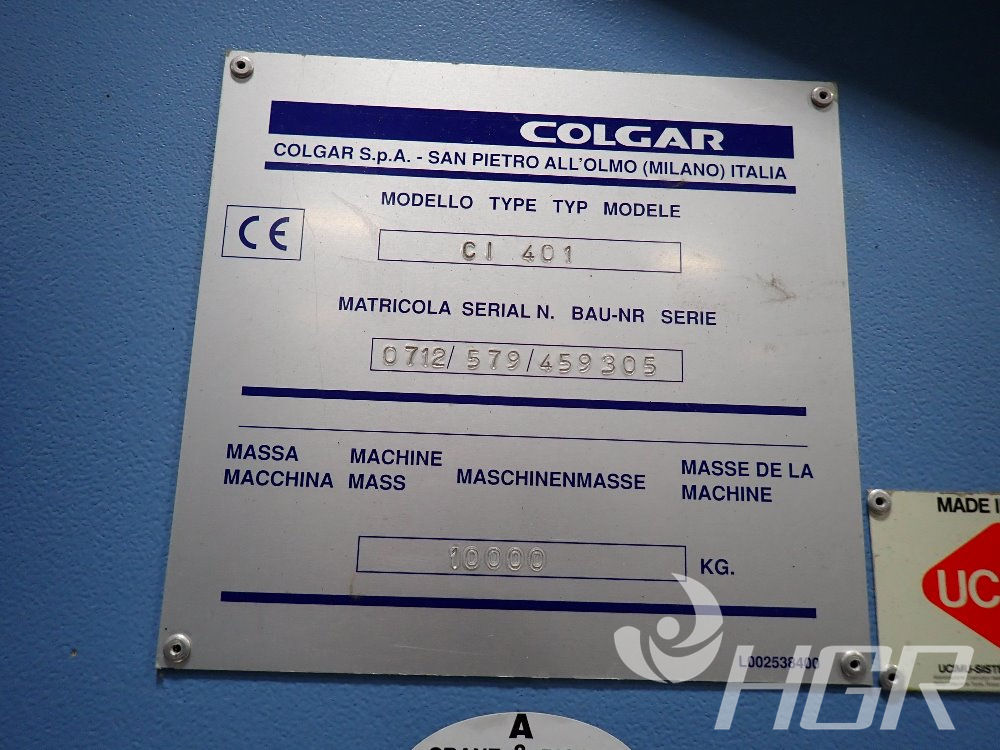 COLGAR
COLGAR S.p.A. - SAN PIETRO ALL'OLMO (MILANO) ITALIA
MODELLO TYPE TYP MODELE
CE
CI 401
MATRICOLA SERIAL N. BAU-NR SERIE
0712/579/459305
MASSA MACCHINA
MACHINE MASS
MASCHINENMASSE
MASSE DE LA MACHINE
10000 KG.
L002538400
MADE
UC
UCIMU-SIST
HGR
A